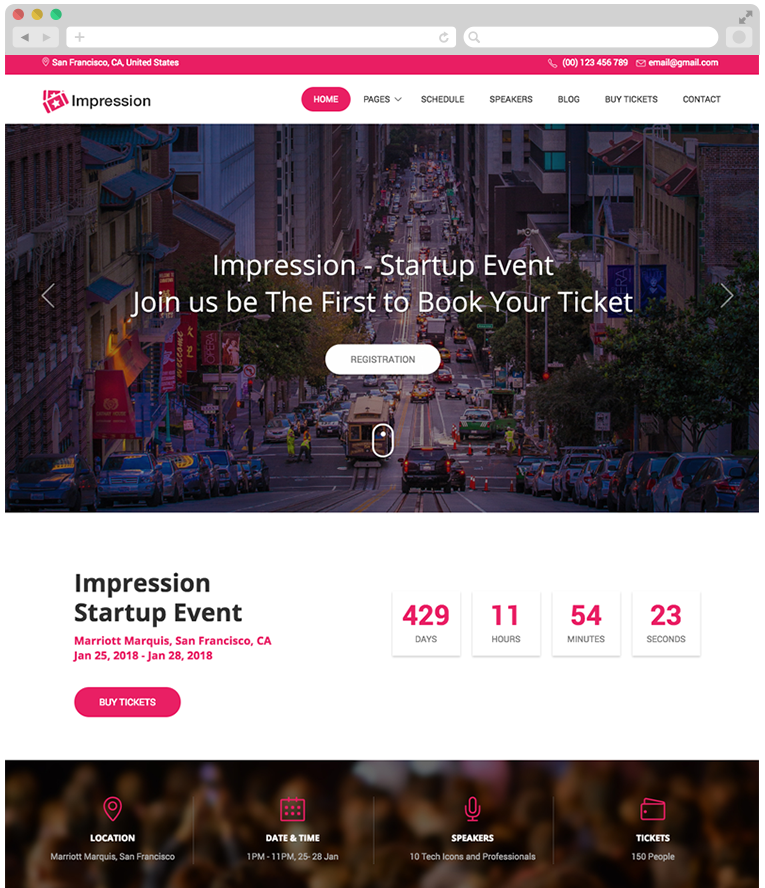 San Francisco, CA, United States
(00) 123 456 789
email@gmail.com
Impression
HOME
PAGES
SCHEDULE
SPEAKERS
BLOG
BUY TICKETS
CONTACT
Impression - Startup Event
Join us be The First to Book Your Ticket
REGISTRATION
OPERA
OPERA
welcome
Impression
Startup Event
Marriott Marquis, San Francisco, CA
Jan 25, 2018 - Jan 28, 2018
BUY TICKETS
429
DAYS
11
HOURS
54
MINUTES
23
SECONDS
LOCATION
Marriott Marquis, San Francisco
DATE & TIME
1PM - 11PM, 25- 28 Jan
SPEAKERS
10 Tech Icons and Professionals
TICKETS
150 People